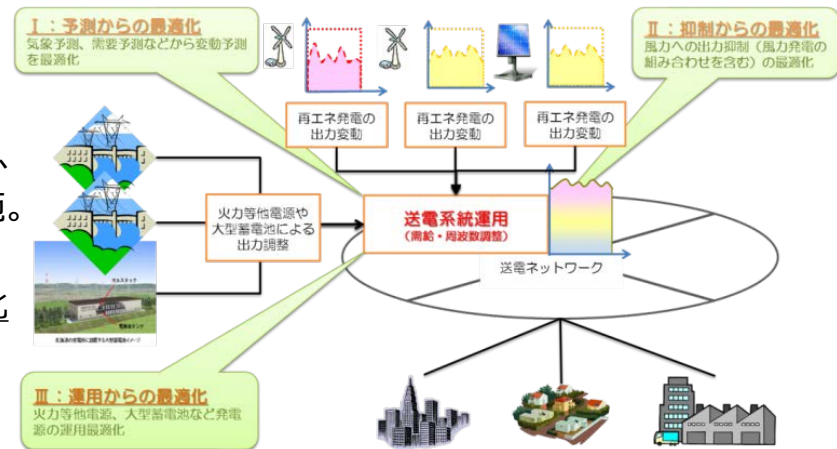 Ⅰ：予測からの最適化
気象予測、需要予測などから変動予測
を最適化
Ⅱ：抑制からの最適化
風力への出力抑制（風力発電の
組み合わせを含む）の最適化
再エネ発電の
出力変動
再エネ発電の
出力変動
再エネ発電の
出力変動
。
火力等他電源や
大型蓄電池による
出力調整
送電系統運用
（需給・周波数調整）
送電ネットワーク
Ⅲ：運用からの最適化
火力等他電源、大型蓄電池など発電
源の運用最適化